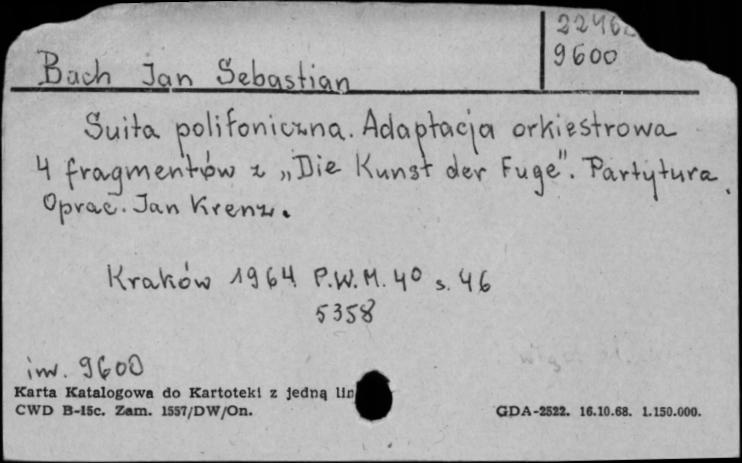 9600
Bach Jan Sebastian
Suita polifoniczna. Adaptacja orkiestrowa
4 fragmentów z „Die Kunst der Fuge". Partytura.
Oprac. Jan Krenz.
Kraków 1964 P.W.M. 4° s. 46
5358
inw. 9600
Karta Katalogowa do Kartoteki z jedną lin
CWD B-15c. Zam. 1557/DW/On.
GDA-2522. 16.10.68. 1.150.000.